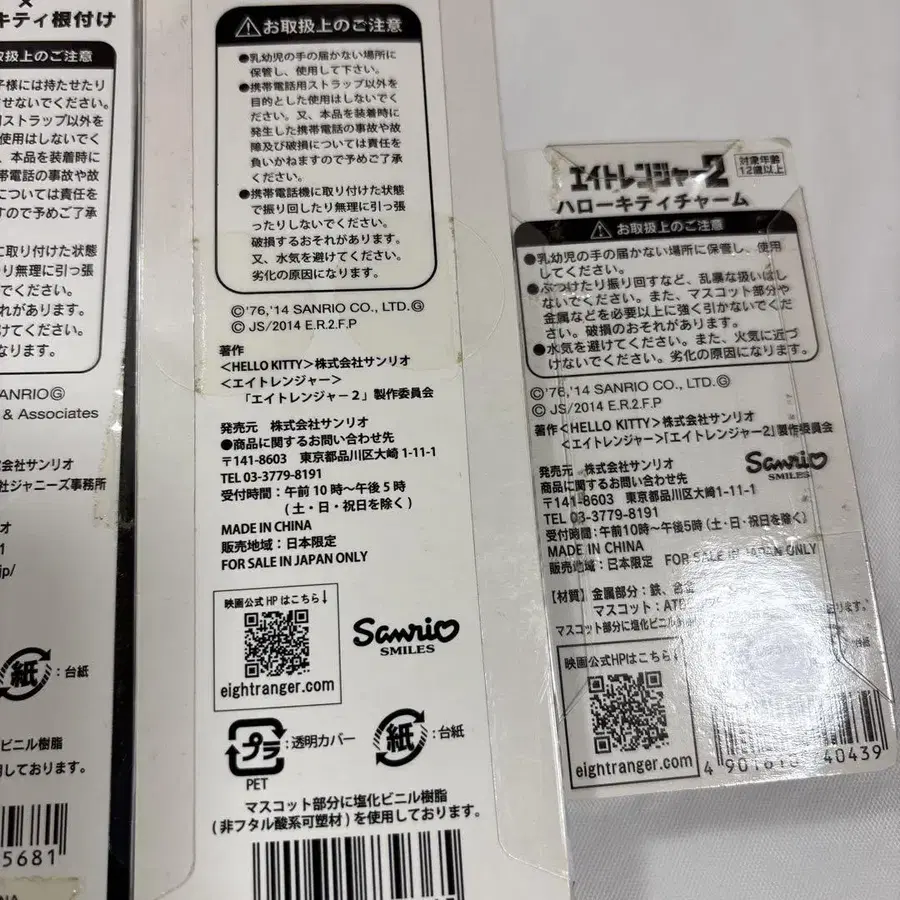 ×
キティ根付け
取扱上のご注意
子様には持たせたり
させないでください。
用ストラップ以外を
使用はしないでく
、本品を装着時に
帯電話の事故や故
については責任を
ので予めご了承
に取り付けた状態
たり無理に引っ張
でください。
れがあります。
けてください。
なります。
ANRIOⒼ
& Associates
会社サンリオ
社ジャニーズ事務所
リオ
紙
:台紙
ビニル樹脂
用しております。
5681
⚠お取扱上のご注意
●乳幼児の手の届かない場所に
保管し、使用して下さい。
●携帯電話用ストラップ以外を
目的とした使用はしないでく
ださい。又、本品を装着時に
発生した携帯電話の事故や故
障及び破損については責任を
負いかねますので予めご了承
ください。
●携帯電話機に取り付けた状態
で振り回したり無理に引っ張
ったりしないでください。
破損するおそれがあります。
又、水気を避けてください。
劣化の原因になります。
©'76,'14 SANRIO CO., LTD.Ⓖ
© JS/2014 E.R.2.F.P
著作
<HELLO KITTY>株式会社サンリオ
<エイトレンジャー>
「エイトレンジャー2」製作委員会
発売元 株式会社サンリオ
●商品に関するお問い合わせ先
〒141-8603 東京都品川区大崎1-11-1
TEL 03-3779-8191
受付時間:午前10時〜午後5時
(土・日・祝日を除く)
MADE IN CHINA
販売地域:日本限定
FOR SALE IN JAPAN ONLY
映画公式HPはこちら↓
eightranger.com
Sanrio
SMILES
プラ
:透明カバー
PET
紙
:台紙
マスコット部分に塩化ビニル樹脂
(非フタル酸系可塑材)を使用しております。
エイトレンジャー2
対象年齢
12歳以上
ハローキティチャーム
⚠お取扱上のご注意
●乳幼児の手の届かない場所に保管し、使用
してください。
●ぶつけたり振り回すなど、乱暴な扱いはし
ないでください。また、マスコット部分や
金属などを必要以上に強く引かないでくだ
さい。破損のおそれがあります。
●水気を避けてください。また、火気に近づ
けないでください。劣化の原因になります。
©'76,'14 SANRIO CO., LTD.Ⓖ
© JS/2014 E.R.2.F.P
著作<HELLO KITTY>株式会社サンリオ
<エイトレンジャー>「エイトレンジャー2」製作委員会
発売元 株式会社サンリオ
商品に関するお問い合わせ先
〒141-8603 東京都品川区大崎1-11-1
TEL 03-3779-8191
受付時間:午前10時〜午後5時(土・日・祝日を除く)
MADE IN CHINA
販売地域:日本限定 FOR SALE IN JAPAN ONLY
Sanrio
SMILES
【材質】金属部分:鉄、合金
マスコット:
マスコット部分に塩化ビニル
ます。
映画公式HPはこちら↓
eightranger.com
40439